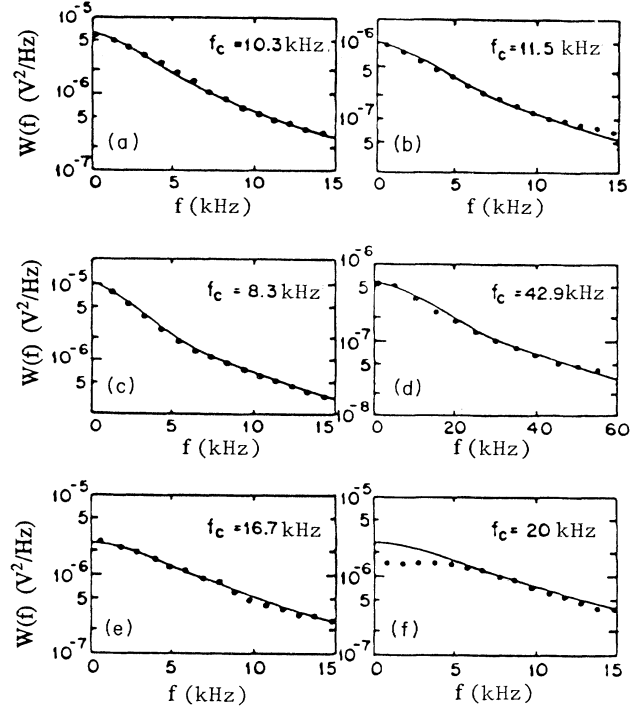 W(f) (V²/Hz)
10⁻⁵
5
10⁻⁶
5
10⁻⁷
f_c = 10.3 kHz
(a)
0 5 10 15
f (kHz)
10⁻⁶
5
10⁻⁷
5
f_c = 11.5 kHz
(b)
0 5 10 15
f (kHz)
W(f) (V²/Hz)
10⁻⁵
5
10⁻⁶
5
f_c = 8.3 kHz
(c)
0 5 10 15
f (kHz)
10⁻⁶
5
10⁻⁷
5
10⁻⁸
f_c = 42.9 kHz
(d)
0 20 40 60
f (kHz)
W(f) (V²/Hz)
10⁻⁵
5
10⁻⁶
5
10⁻⁷
f_c = 16.7 kHz
(e)
0 5 10 15
f (kHz)
10⁻⁵
5
10⁻⁶
5
10⁻⁷
f_c = 20 kHz
(f)
0 5 10 15
f (kHz)